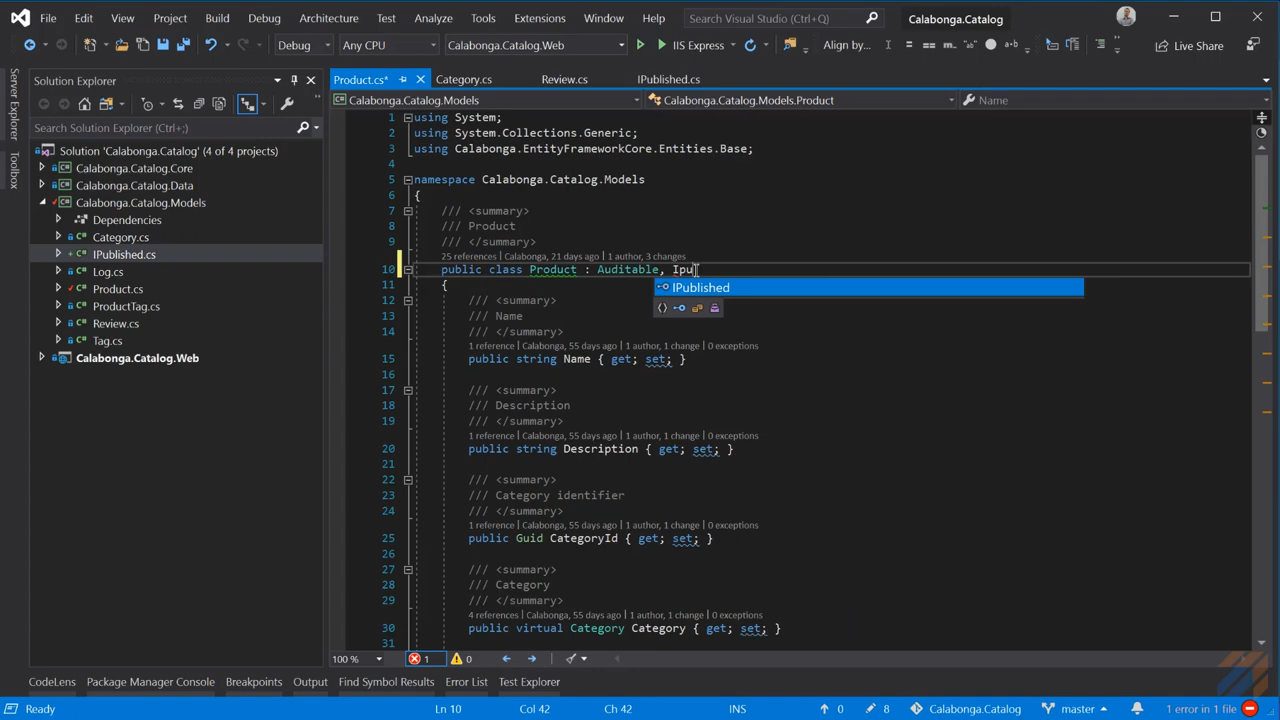 File Edit View Project Build Debug Architecture Test Analyze Tools Extensions Window Help Search Visual Studio (Ctrl+Q) Calabonga.Catalog
Debug Any CPU Calabonga.Catalog.Web IIS Express Align by... Live Share
Server Explorer
Toolbox
Solution Explorer
Search Solution Explorer (Ctrl+;)
Solution 'Calabonga.Catalog' (4 of 4 projects)
Calabonga.Catalog.Core
Calabonga.Catalog.Data
Calabonga.Catalog.Models
Dependencies
Category.cs
IPublished.cs
Log.cs
Product.cs
ProductTag.cs
Review.cs
Tag.cs
Calabonga.Catalog.Web
Product.cs* Category.cs Review.cs IPublished.cs
Calabonga.Catalog.Models Calabonga.Catalog.Models.Product Name
1 using System;
2 using System.Collections.Generic;
3 using Calabonga.EntityFrameworkCore.Entities.Base;
4
5 namespace Calabonga.Catalog.Models
6 {
7 /// <summary>
8 /// Product
9 /// </summary>
25 references | Calabonga, 21 days ago | 1 author, 3 changes
10 public class Product : Auditable, Ipu
IPublished
11 {
12 /// <summary>
13 /// Name
14 /// </summary>
1 reference | Calabonga, 55 days ago | 1 author, 1 change | 0 exceptions
15 public string Name { get; set; }
16
17 /// <summary>
18 /// Description
19 /// </summary>
1 reference | Calabonga, 55 days ago | 1 author, 1 change | 0 exceptions
20 public string Description { get; set; }
21
22 /// <summary>
23 /// Category identifier
24 /// </summary>
1 reference | Calabonga, 55 days ago | 1 author, 1 change | 0 exceptions
25 public Guid CategoryId { get; set; }
26
27 /// <summary>
28 /// Category
29 /// </summary>
4 references | Calabonga, 55 days ago | 1 author, 1 change | 0 exceptions
30 public virtual Category Category { get; set; }
31
100 % 1 0
CodeLens Package Manager Console Breakpoints Output Find Symbol Results Error List Test Explorer
Ready Ln 10 Col 42 Ch 42 INS 0 8 Calabonga.Catalog master 1 error in 1 file